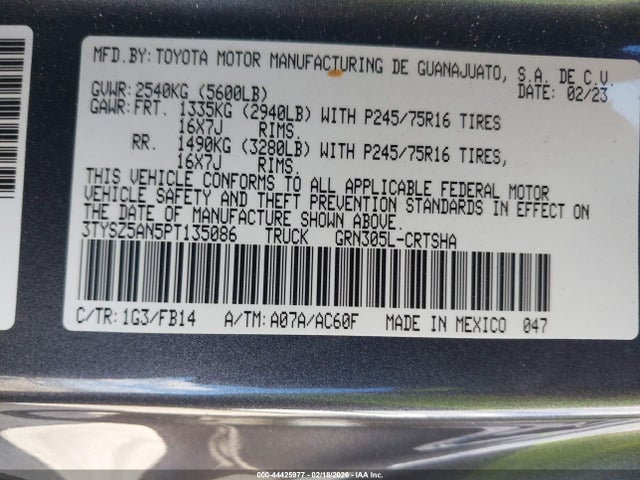 MFD.BY: TOYOTA MOTOR MANUFACTURING DE GUANAJUATO, S.A. DE C.V.
GVWR: 2540KG (5600LB) DATE: 02/23
GAWR: FRT. 1335KG (2940LB) WITH P245/75R16 TIRES
16X7J RIMS.
RR. 1490KG (3280LB) WITH P245/75R16 TIRES,
16X7J RIMS.
THIS VEHICLE CONFORMS TO ALL APPLICABLE FEDERAL MOTOR
VEHICLE SAFETY AND THEFT PREVENTION STANDARDS IN EFFECT ON
THE DATE OF MANUFACTURE SHOWN ABOVE.
3TYSZ5AN5PT135086 TRUCK GRN305L-CRTSHA
C/TR: 1G3/FB14 A/TM: A07A/AC60F MADE IN MEXICO 047
000-44425977 - 02/18/2026 - IAA Inc.